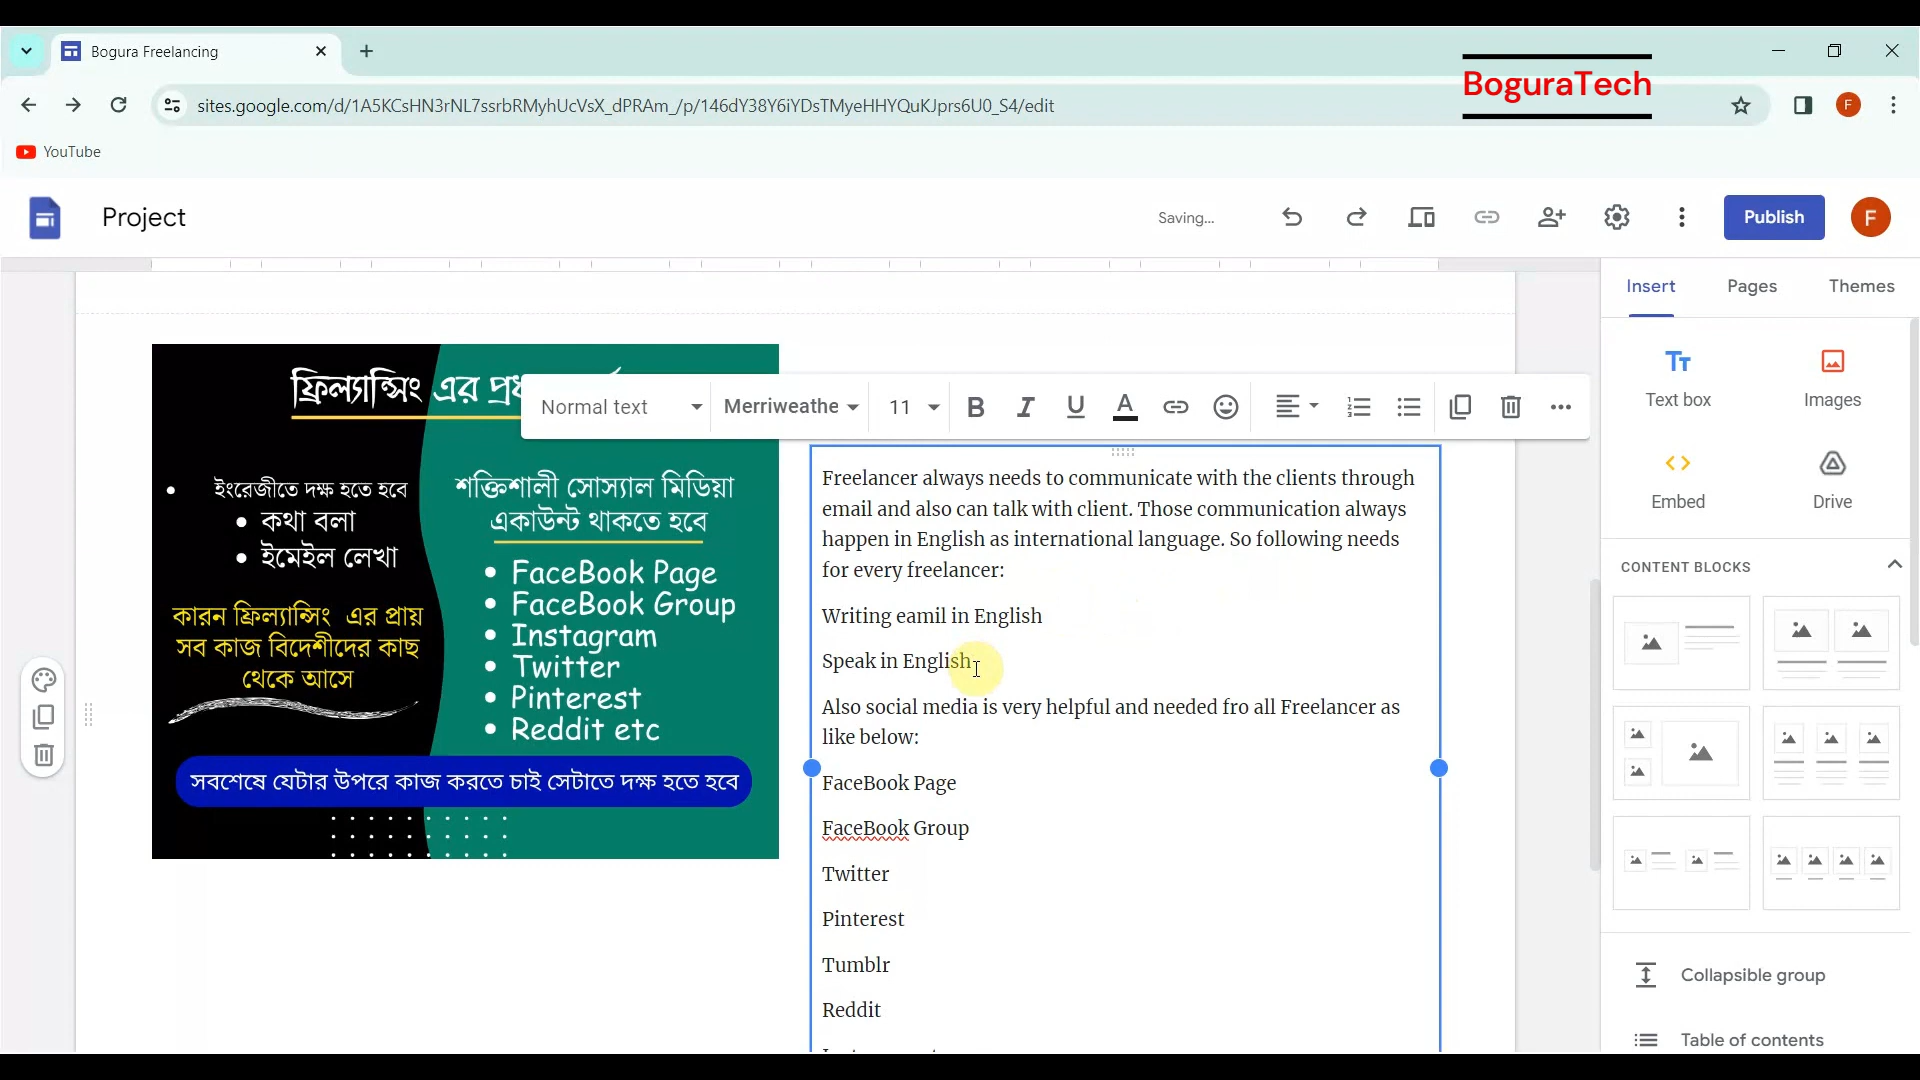 Bogura Freelancing
BoguraTech
sites.google.com/d/1A5KCsHN3rNL7ssrbRMyhUcVsX_dPRAm_/p/146dY38Y6iYDsTMyeHHYQuKJprs6U0_S4/edit
F
YouTube
Project
Saving...
Publish
F
Insert
Pages
Themes
Text box
Images
Embed
Drive
CONTENT BLOCKS
Collapsible group
Table of contents
Normal text
Merriweathe
11
ফ্রিল্যান্সিং এর
ইংরেজীতে দক্ষ হতে হবে
• কথা বলা
• ইমেইল লেখা
কারন ফ্রিল্যান্সিং এর প্রায়
সব কাজ বিদেশীদের কাছ
থেকে আসে
শক্তিশালী সোস্যাল মিডিয়া
একাউন্ট থাকতে হবে
• FaceBook Page
• FaceBook Group
• Instagram
• Twitter
• Pinterest
• Reddit etc
সবশেষে যেটার উপরে কাজ করতে চাই সেটাতে দক্ষ হতে হবে
Freelancer always needs to communicate with the clients through
email and also can talk with client. Those communication always
happen in English as international language. So following needs
for every freelancer:
Writing eamil in English
Speak in English
Also social media is very helpful and needed fro all Freelancer as
like below:
FaceBook Page
FaceBook Group
Twitter
Pinterest
Tumblr
Reddit